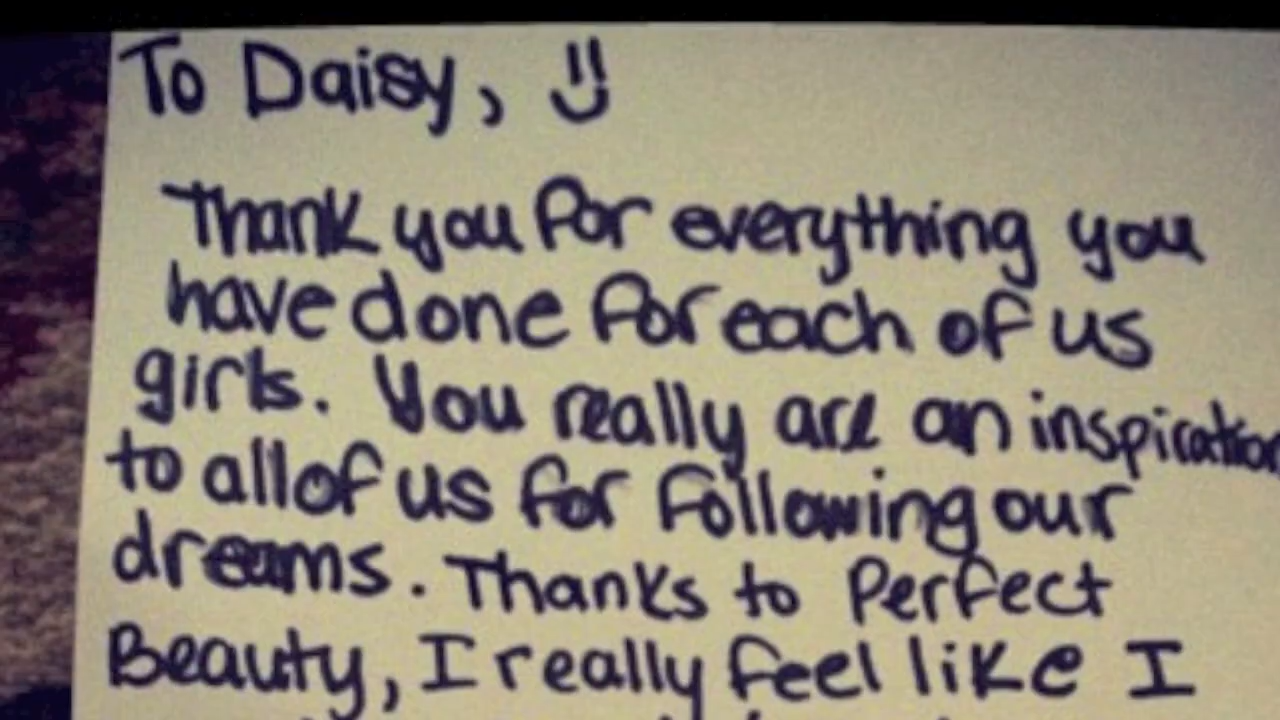 To Daisy, :)
Thank you for everything you
have done for each of us
girls. You really are an inspiration
to all of us for following our
dreams. Thanks to Perfect
Beauty, I really feel like I